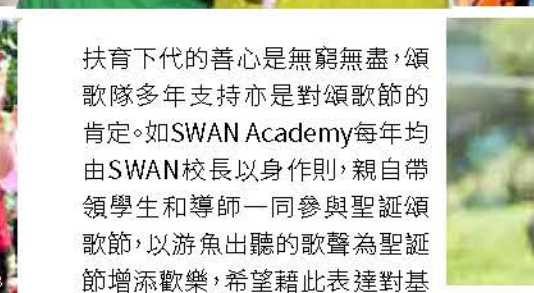 扶育下代的善心是無窮無盡，頌
歌隊多年支持亦是對頌歌節的
肯定。如SWAN Academy每年均
由SWAN校長以身作則，親自帶
領學生和導師一同參與聖誕頌
歌節，以游魚出聽的歌聲為聖誕
節增添歡樂，希望藉此表達對基